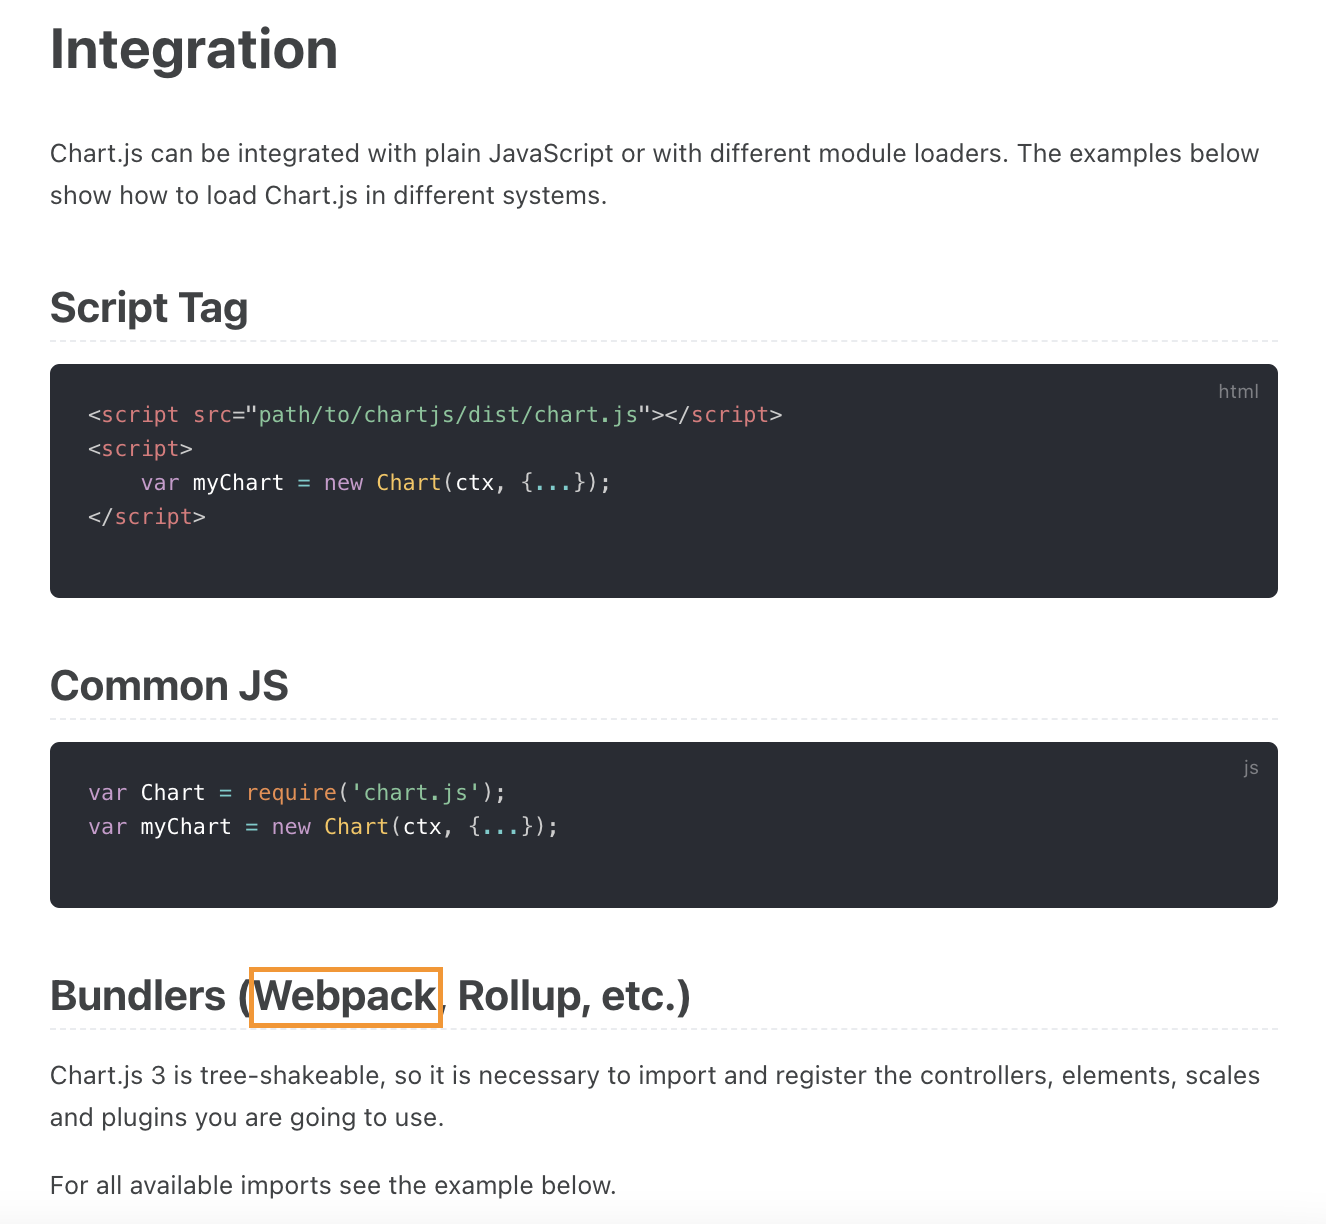 Integration
Chart.js can be integrated with plain JavaScript or with different module loaders. The examples below
show how to load Chart.js in different systems.
Script Tag
html
<script src="path/to/chartjs/dist/chart.js"></script>
<script>
    var myChart = new Chart(ctx, {...});
</script>
Common JS
js
var Chart = require('chart.js');
var myChart = new Chart(ctx, {...});
Bundlers (Webpack, Rollup, etc.)
Chart.js 3 is tree-shakeable, so it is necessary to import and register the controllers, elements, scales
and plugins you are going to use.
For all available imports see the example below.